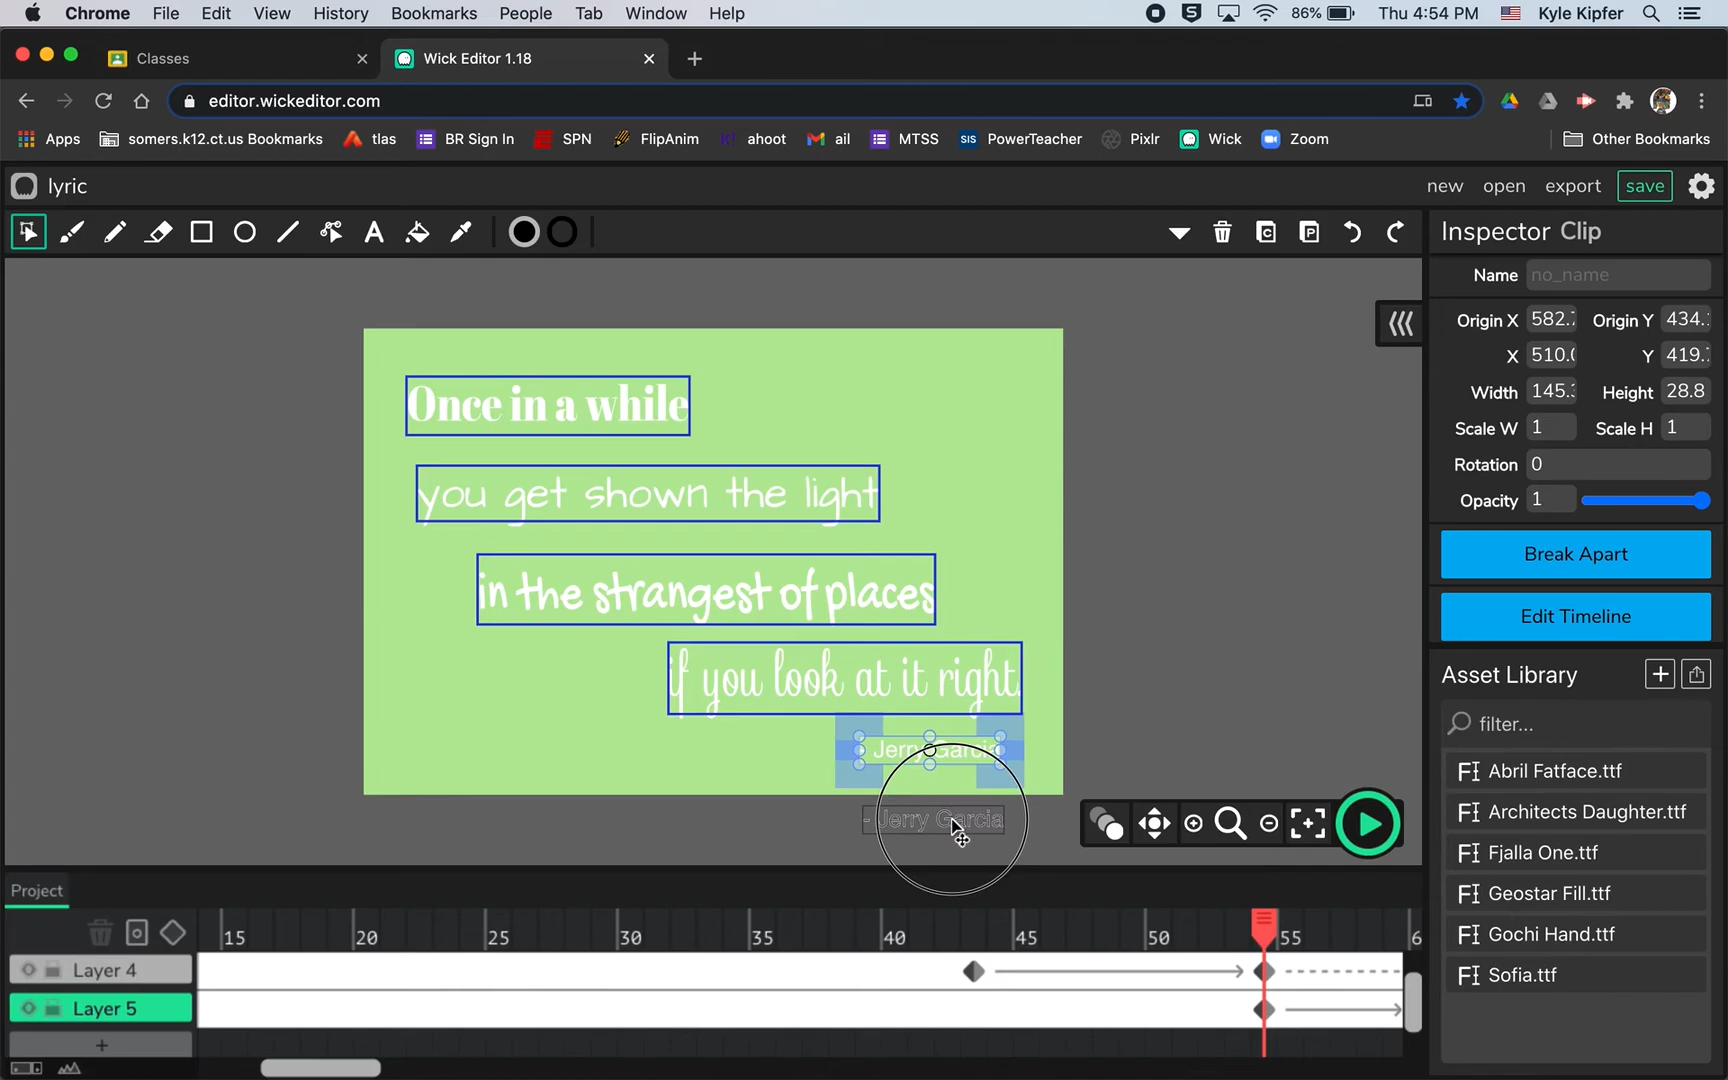 Chrome File Edit View History Bookmarks People Tab Window Help 86% Thu 4:54 PM Kyle Kipfer
Classes Wick Editor 1.18
editor.wickeditor.com
Apps somers.k12.ct.us Bookmarks tlas BR Sign In SPN FlipAnim K! ahoot ail MTSS SIS PowerTeacher Pixlr Wick Zoom Other Bookmarks
lyric new open export save
Inspector Clip
Name no_name
Origin X 582. Origin Y 434.
X 510. Y 419.
Width 145. Height 28.8
Scale W 1 Scale H 1
Rotation 0
Opacity 1
Break Apart
Edit Timeline
Once in a while
you get shown the light
in the strangest of places
if you look at it right.
Jerry Garcia
- Jerry Garcia
Asset Library
filter...
Abril Fatface.ttf
Architects Daughter.ttf
Fjalla One.ttf
Geostar Fill.ttf
Gochi Hand.ttf
Sofia.ttf
Project
15 20 25 30 35 40 45 50 55 6
Layer 4
Layer 5